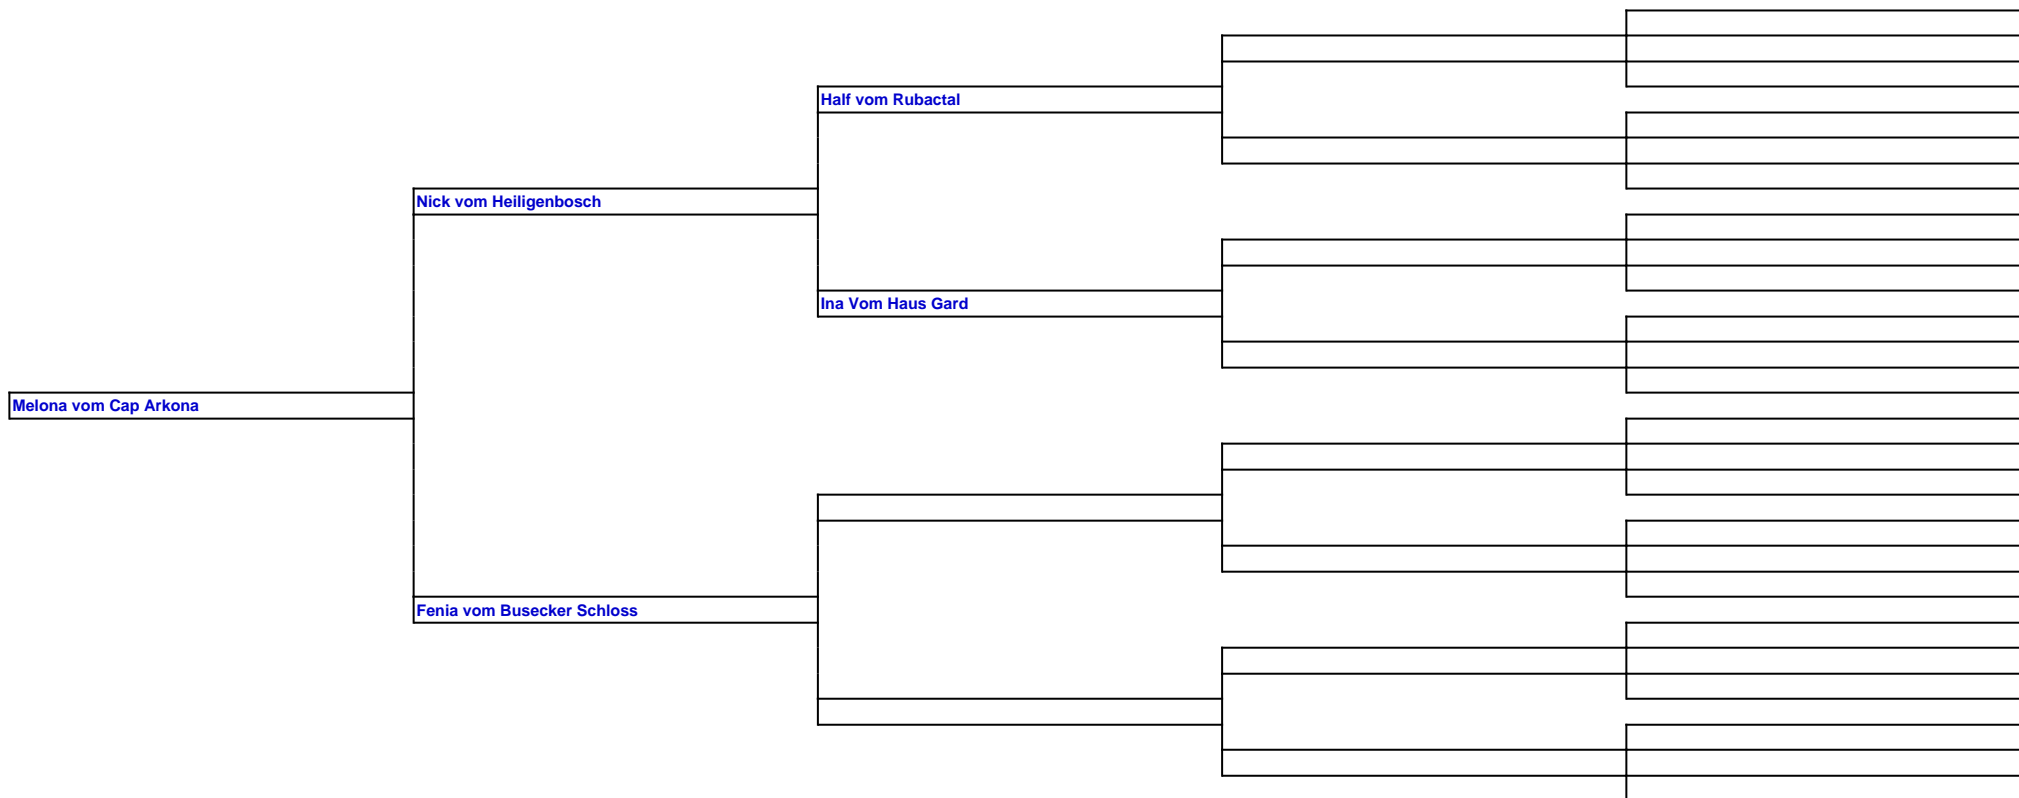 Half vom Rubactal
Nick vom Heiligenbosch
Ina Vom Haus Gard
Melona vom Cap Arkona
Fenia vom Busecker Schloss